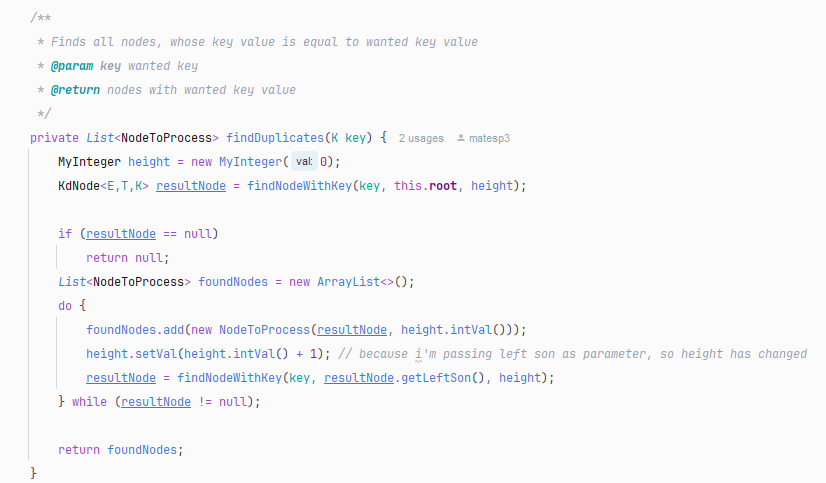 /**
 * Finds all nodes, whose key value is equal to wanted key value
 * @param key wanted key
 * @return nodes with wanted key value
 */
private List<NodeToProcess> findDuplicates(K key) { 2 usages matesp3
    MyInteger height = new MyInteger( val: 0);
    KdNode<E,T,K> resultNode = findNodeWithKey(key, this.root, height);
    if (resultNode == null)
        return null;
    List<NodeToProcess> foundNodes = new ArrayList<>();
    do {
        foundNodes.add(new NodeToProcess(resultNode, height.intVal()));
        height.setVal(height.intVal() + 1); // because i'm passing left son as parameter, so height has changed
        resultNode = findNodeWithKey(key, resultNode.getLeftSon(), height);
    } while (resultNode != null);
    return foundNodes;
}